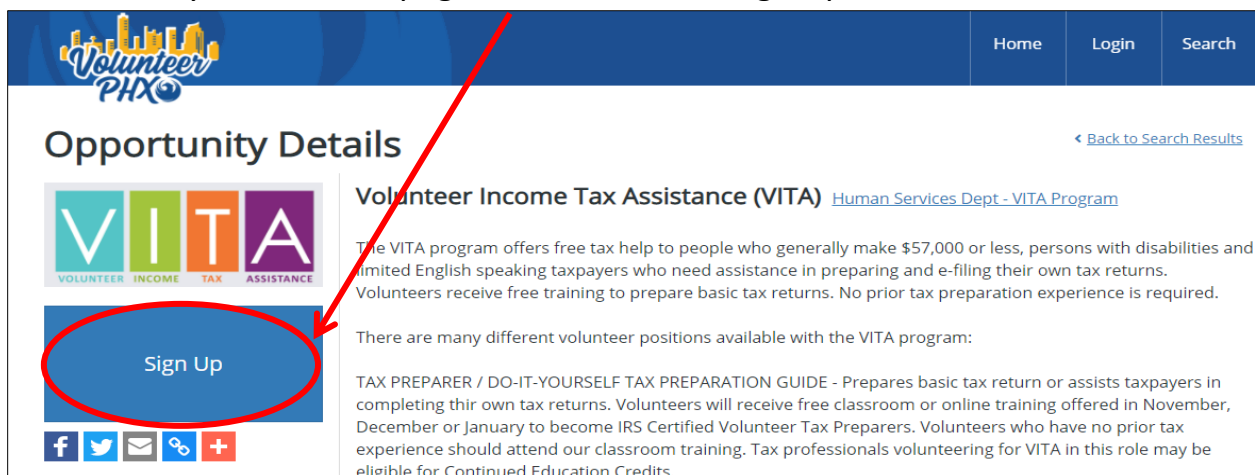 Volunteer
PHX
Home Login Search
Opportunity Details
Back to Search Results
VITA
VOLUNTEER INCOME TAX ASSISTANCE
Sign Up
Volunteer Income Tax Assistance (VITA) Human Services Dept - VITA Program
The VITA program offers free tax help to people who generally make $57,000 or less, persons with disabilities and
limited English speaking taxpayers who need assistance in preparing and e-filing their own tax returns.
Volunteers receive free training to prepare basic tax returns. No prior tax preparation experience is required.
There are many different volunteer positions available with the VITA program:
TAX PREPARER / DO-IT-YOURSELF TAX PREPARATION GUIDE - Prepares basic tax return or assists taxpayers in
completing thir own tax returns. Volunteers will receive free classroom or online training offered in November,
December or January to become IRS Certified Volunteer Tax Preparers. Volunteers who have no prior tax
experience should attend our classroom training. Tax professionals volunteering for VITA in this role may be
eligible for Continued Education Credits